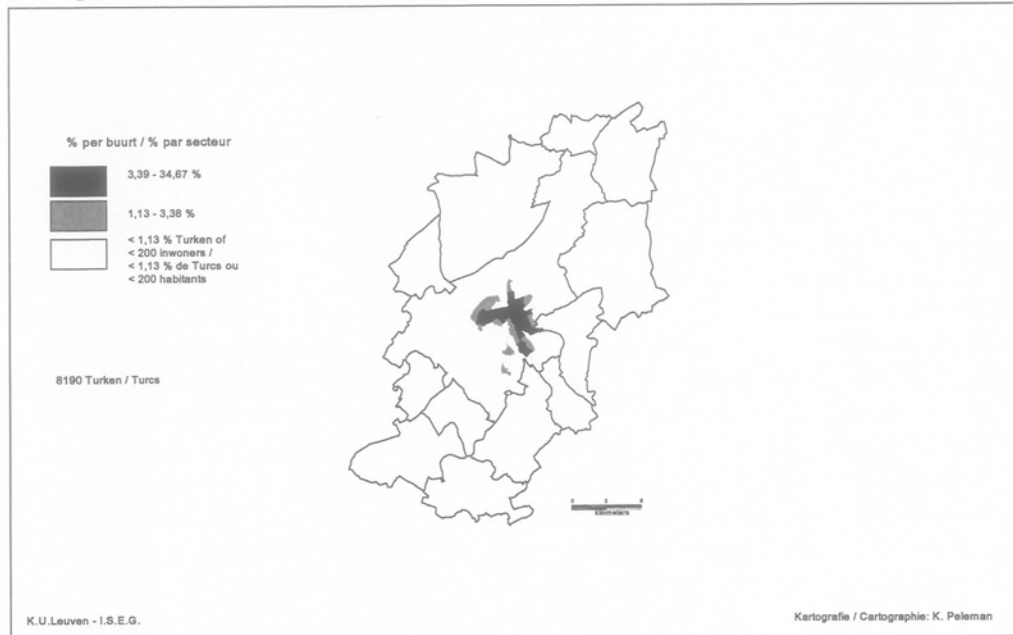 % per buurt / % par secteur
3,39 - 34,67 %
1,13 - 3,38 %
< 1,13 % Turken of
< 200 inwoners /
< 1,13 % de Turcs ou
< 200 habitants
8190 Turken / Turcs
kilometers
K.U.Leuven - I.S.E.G.
Kartografie / Cartographie: K. Peleman